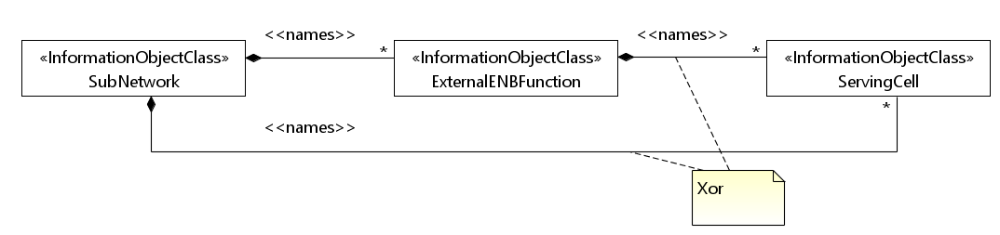 <<names>>
<<names>>
*
*
«InformationObjectClass»
SubNetwork
«InformationObjectClass»
ExternalENBFunction
«InformationObjectClass»
ServingCell
*
<<names>>
Xor